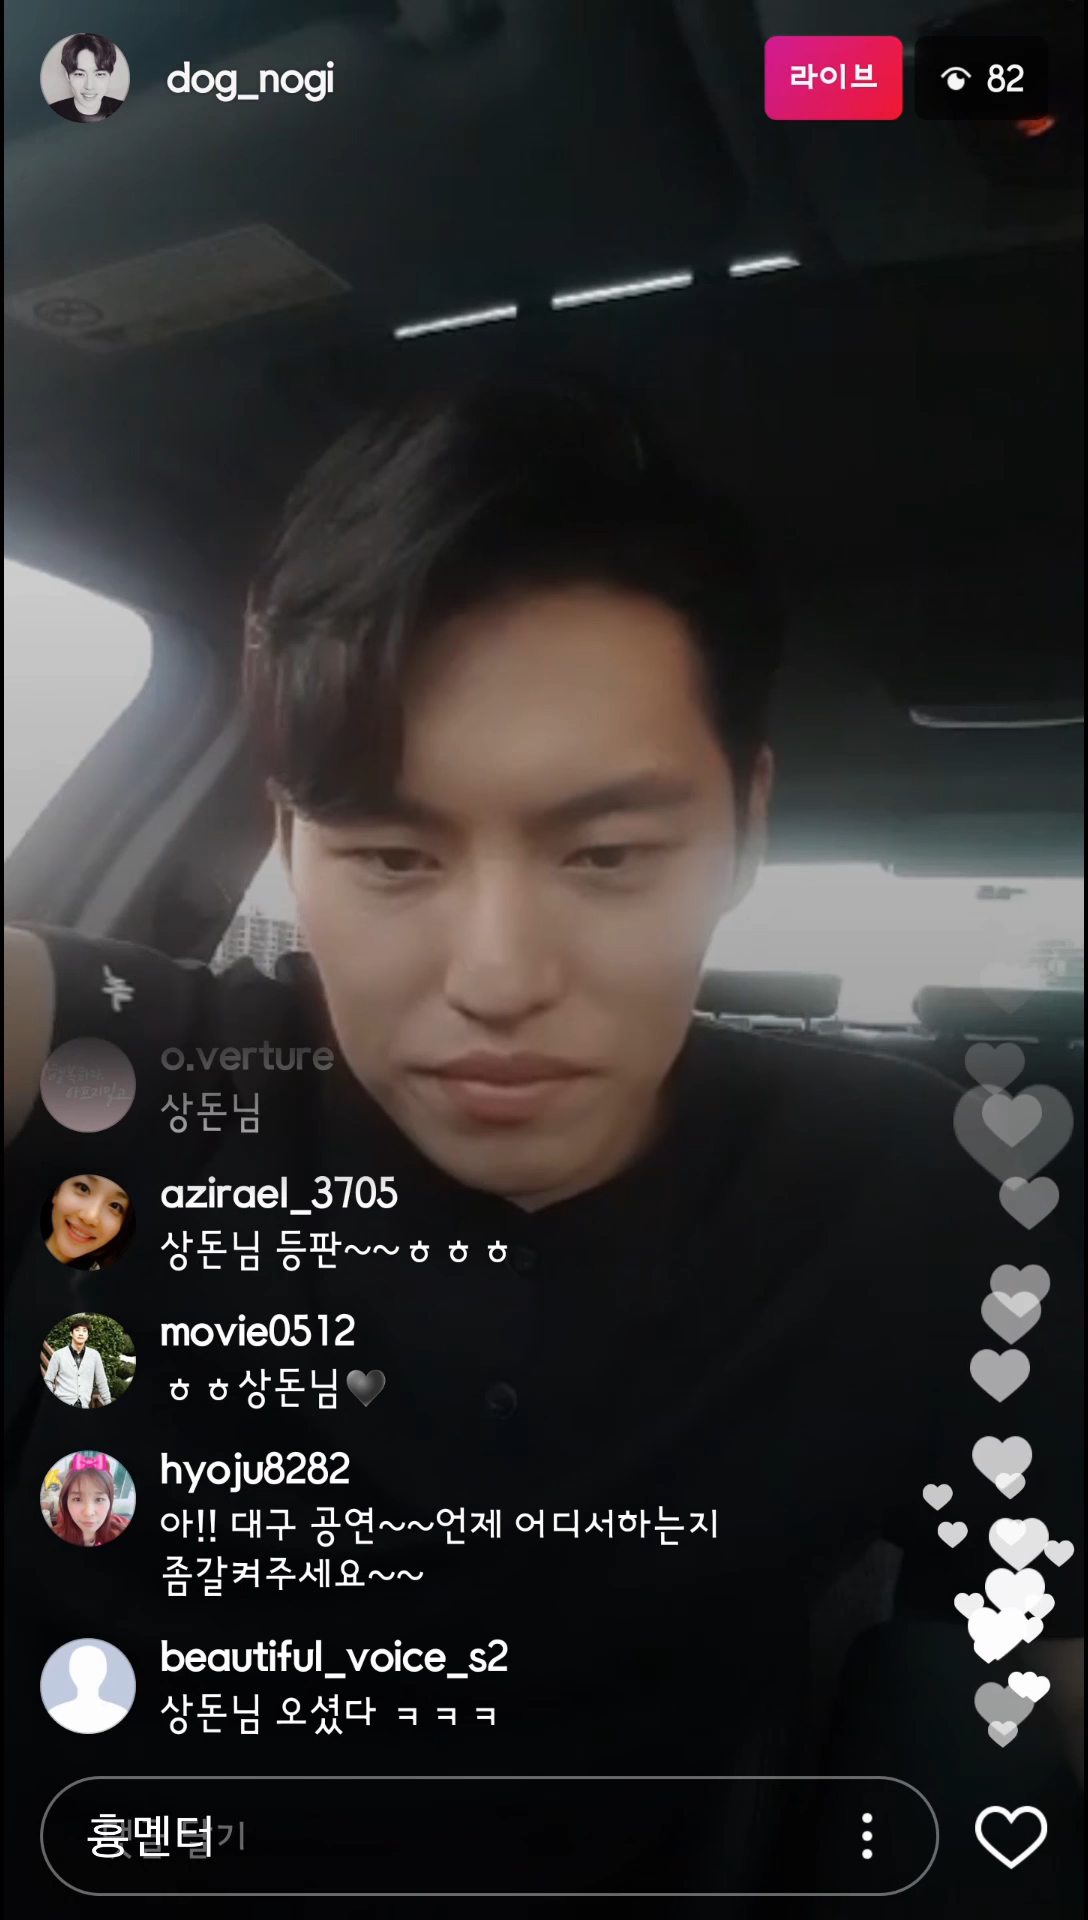 dog_nogi
라이브
82
o.verture
상돈님
azirael_3705
상돈님 등판~~ㅎㅎㅎ
movie0512
ㅎㅎ상돈님🖤
hyoju8282
아!! 대구 공연~~언제 어디서하는지
좀갈켜주세요~~
beautiful_voice_s2
상돈님 오셨다 ㅋㅋㅋ
흉멘터